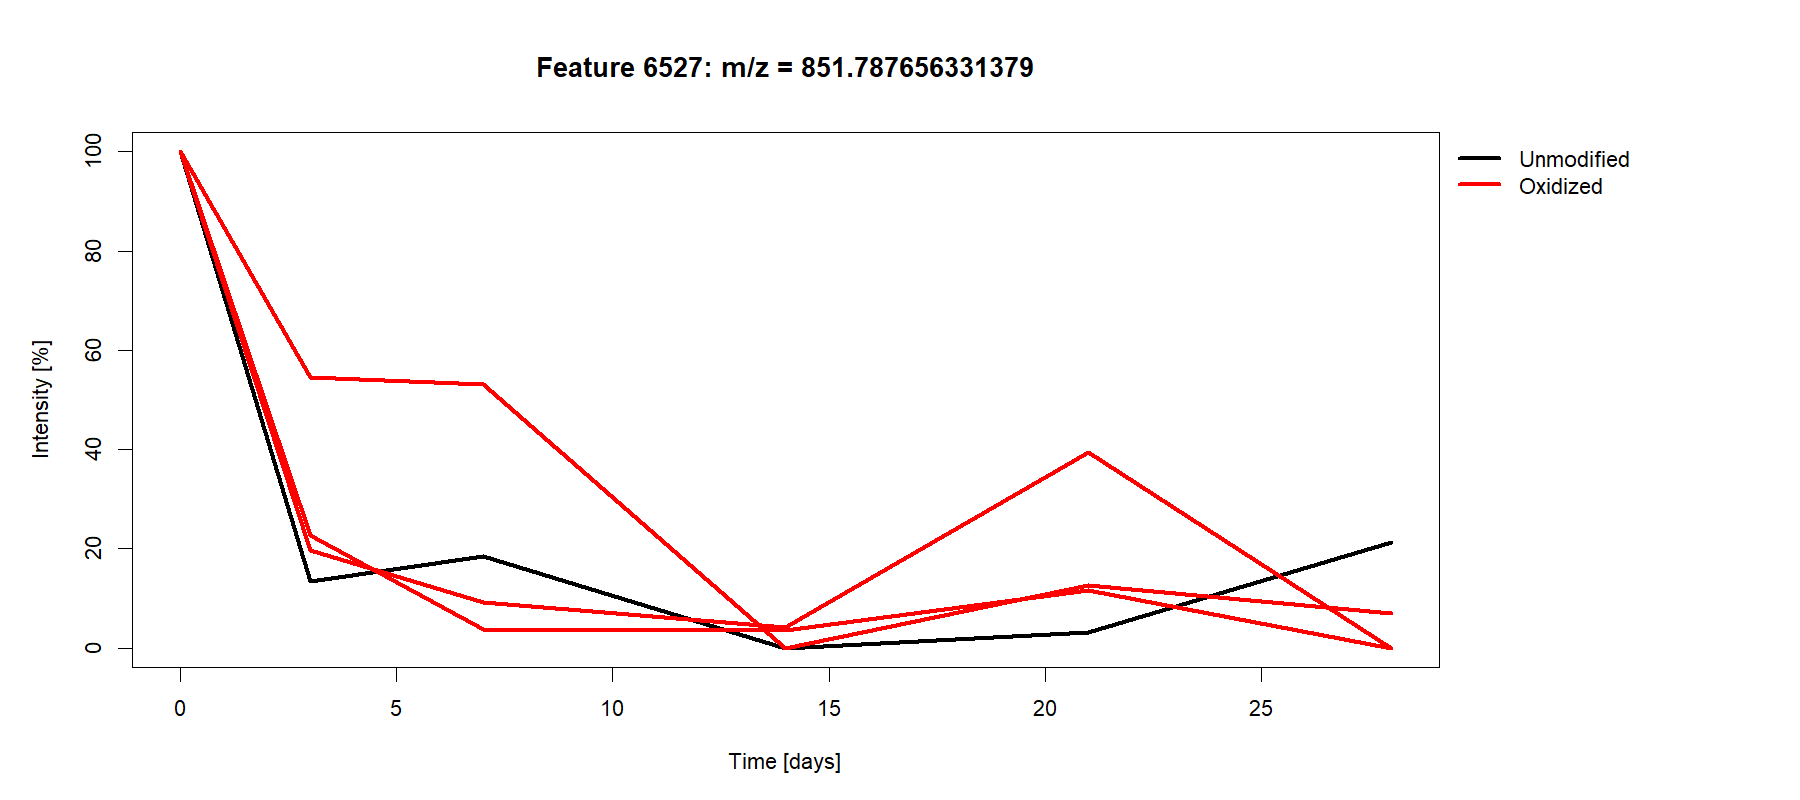 Feature 6527: m/z = 851.787656331379
Unmodified
Oxidized
Intensity [%]
100
80
60
40
20
0
0 5 10 15 20 25
Time [days]